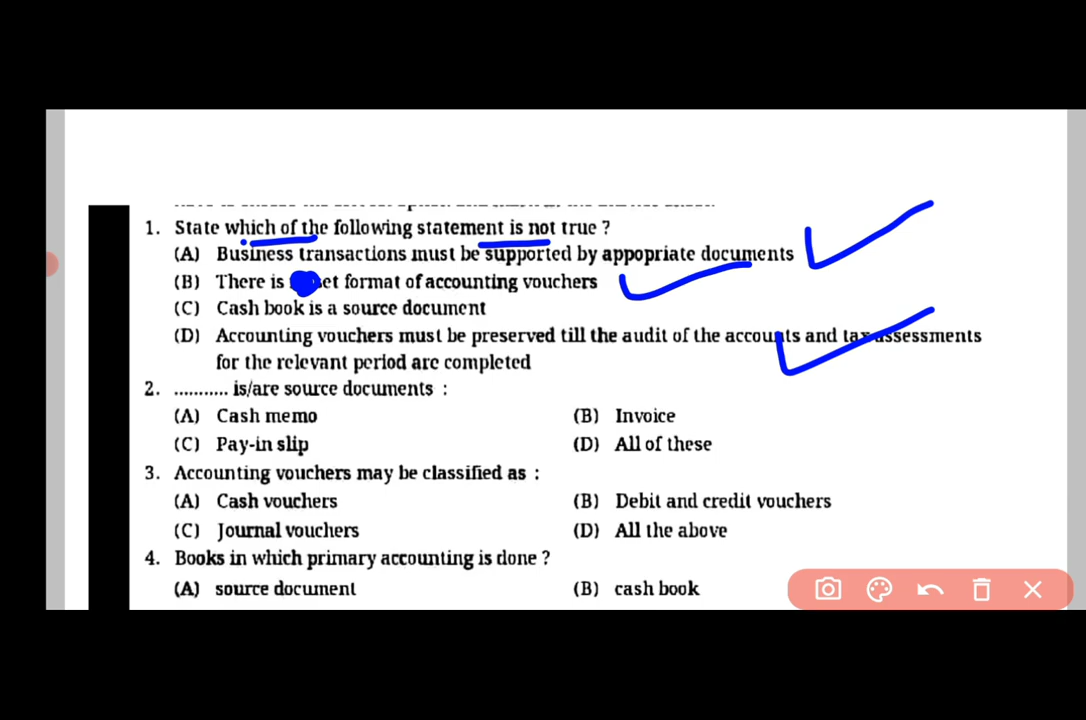 1. State which of the following statement is not true ?
(A) Business transactions must be supported by appopriate documents
(B) There is et format of accounting vouchers
(C) Cash book is a source document
(D) Accounting vouchers must be preserved till the audit of the accounts and tax assessments
for the relevant period are completed
2. ........... is/are source documents :
(A) Cash memo (B) Invoice
(C) Pay-in slip (D) All of these
3. Accounting vouchers may be classified as :
(A) Cash vouchers (B) Debit and credit vouchers
(C) Journal vouchers (D) All the above
4. Books in which primary accounting is done ?
(A) source document (B) cash book